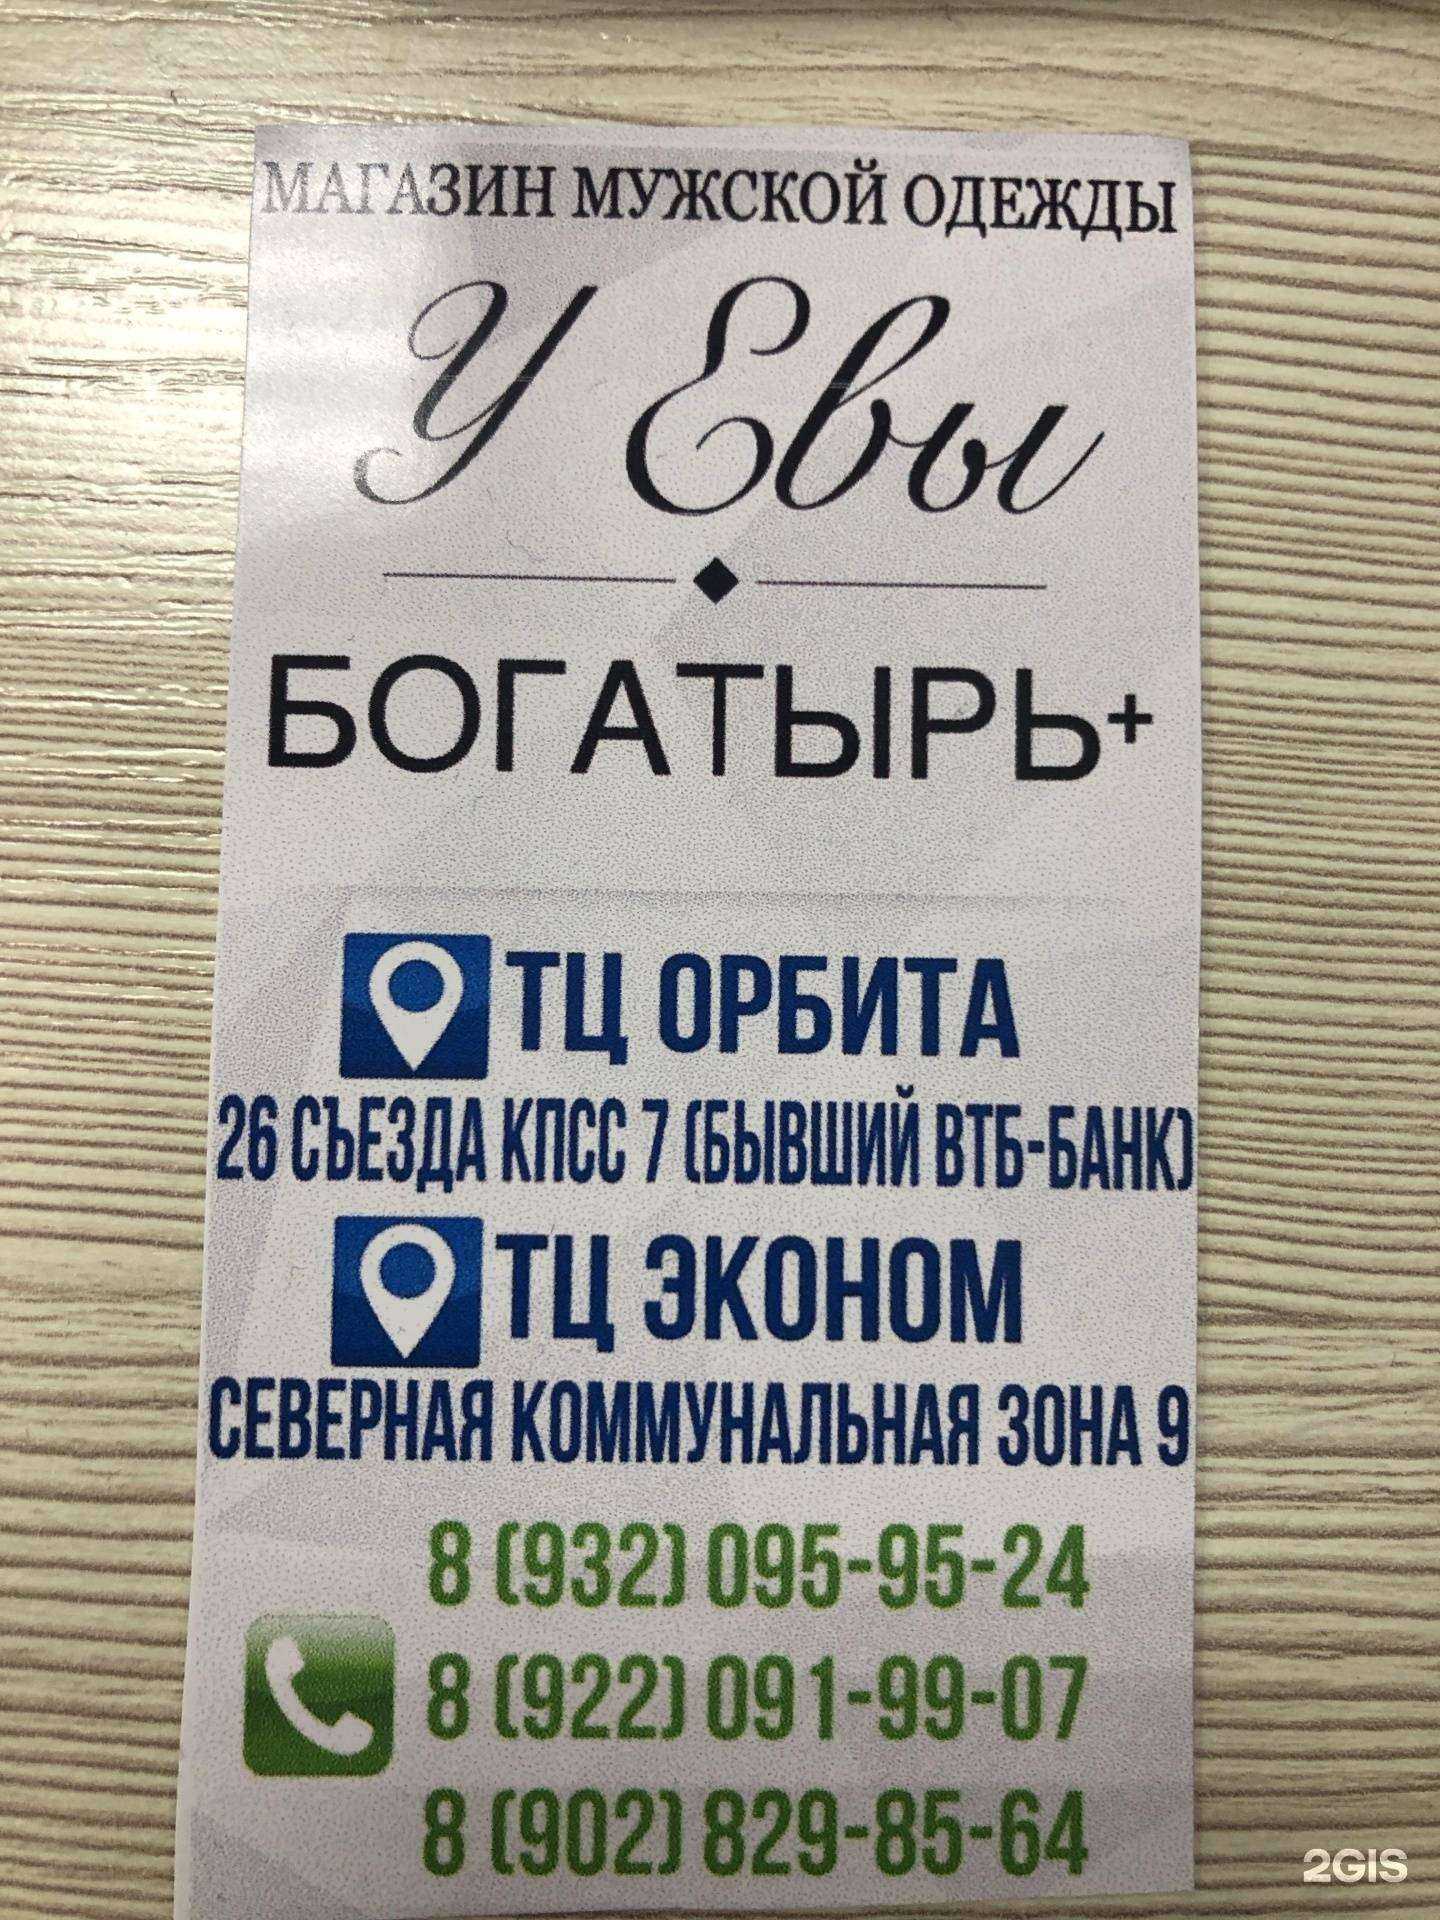 МАГАЗИН МУЖСКОЙ ОДЕЖДЫ
У Евы
БОГАТЫРЬ+
ТЦ ОРБИТА
26 СЪЕЗДА КПСС 7 (БЫВШИЙ ВТБ-БАНК)
ТЦ ЭКОНОМ
СЕВЕРНАЯ КОММУНАЛЬНАЯ ЗОНА 9
8 (932) 095-95-24
8 (922) 091-99-07
8 (902) 829-85-64
2GIS